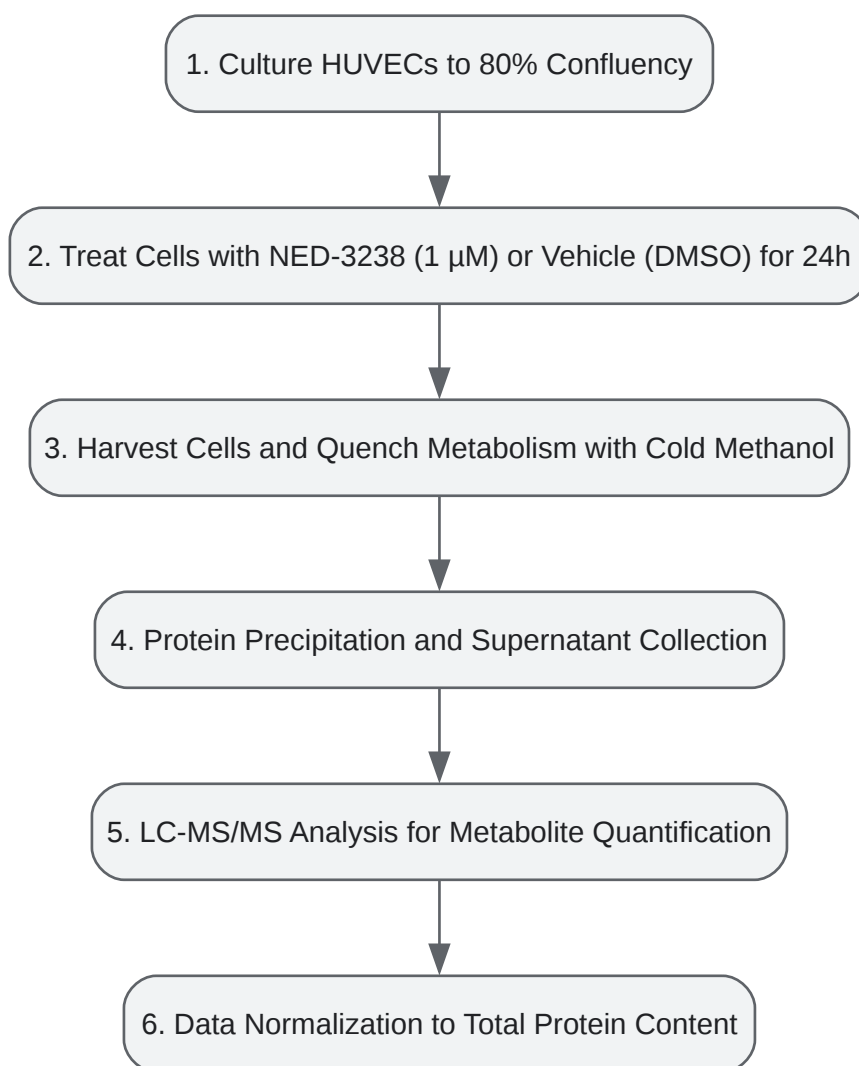 1. Culture HUVECs to 80% Confluency
2. Treat Cells with NED-3238 (1 µM) or Vehicle (DMSO) for 24h
3. Harvest Cells and Quench Metabolism with Cold Methanol
4. Protein Precipitation and Supernatant Collection
5. LC-MS/MS Analysis for Metabolite Quantification
6. Data Normalization to Total Protein Content